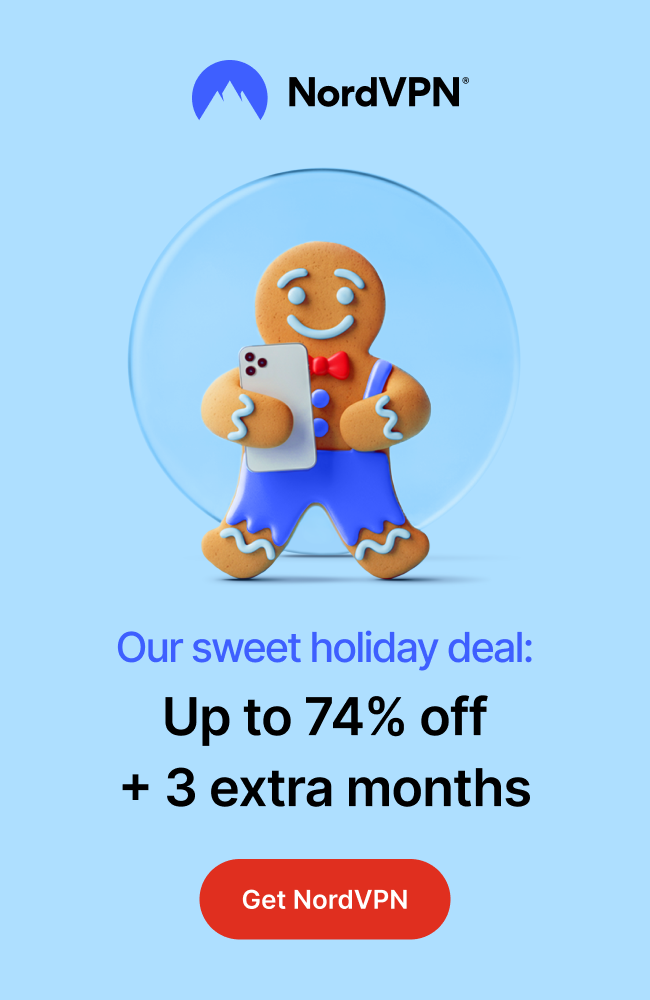 NordVPN®
Our sweet holiday deal:
Up to 74% off
+ 3 extra months
Get NordVPN